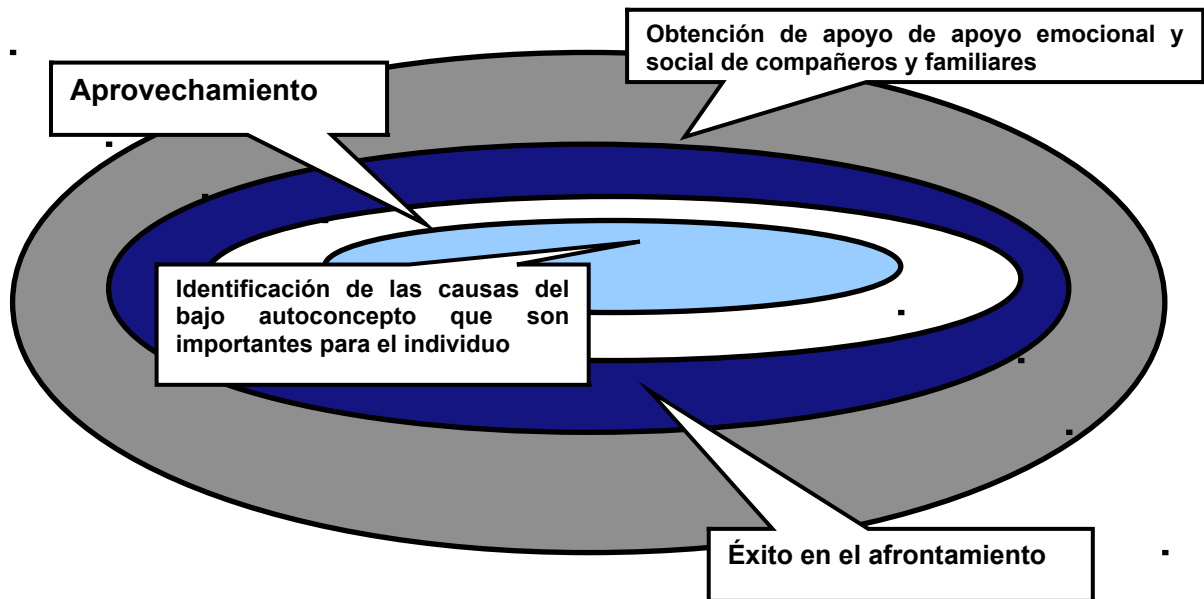 Obtención de apoyo de apoyo emocional y
social de compañeros y familiares
Aprovechamiento
Identificación de las causas del
bajo autoconcepto que son
importantes para el individuo
Éxito en el afrontamiento